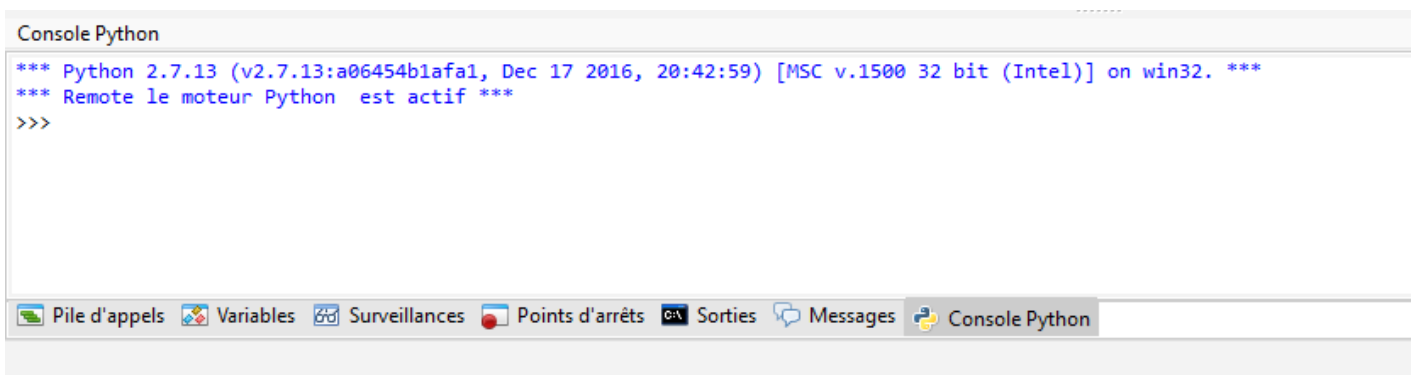 Console Python
*** Python 2.7.13 (v2.7.13:a06454b1afa1, Dec 17 2016, 20:42:59) [MSC v.1500 32 bit (Intel)] on win32. ***
*** Remote le moteur Python  est actif ***
>>>
Pile d'appels Variables Surveillances Points d'arrêts Sorties Messages Console Python